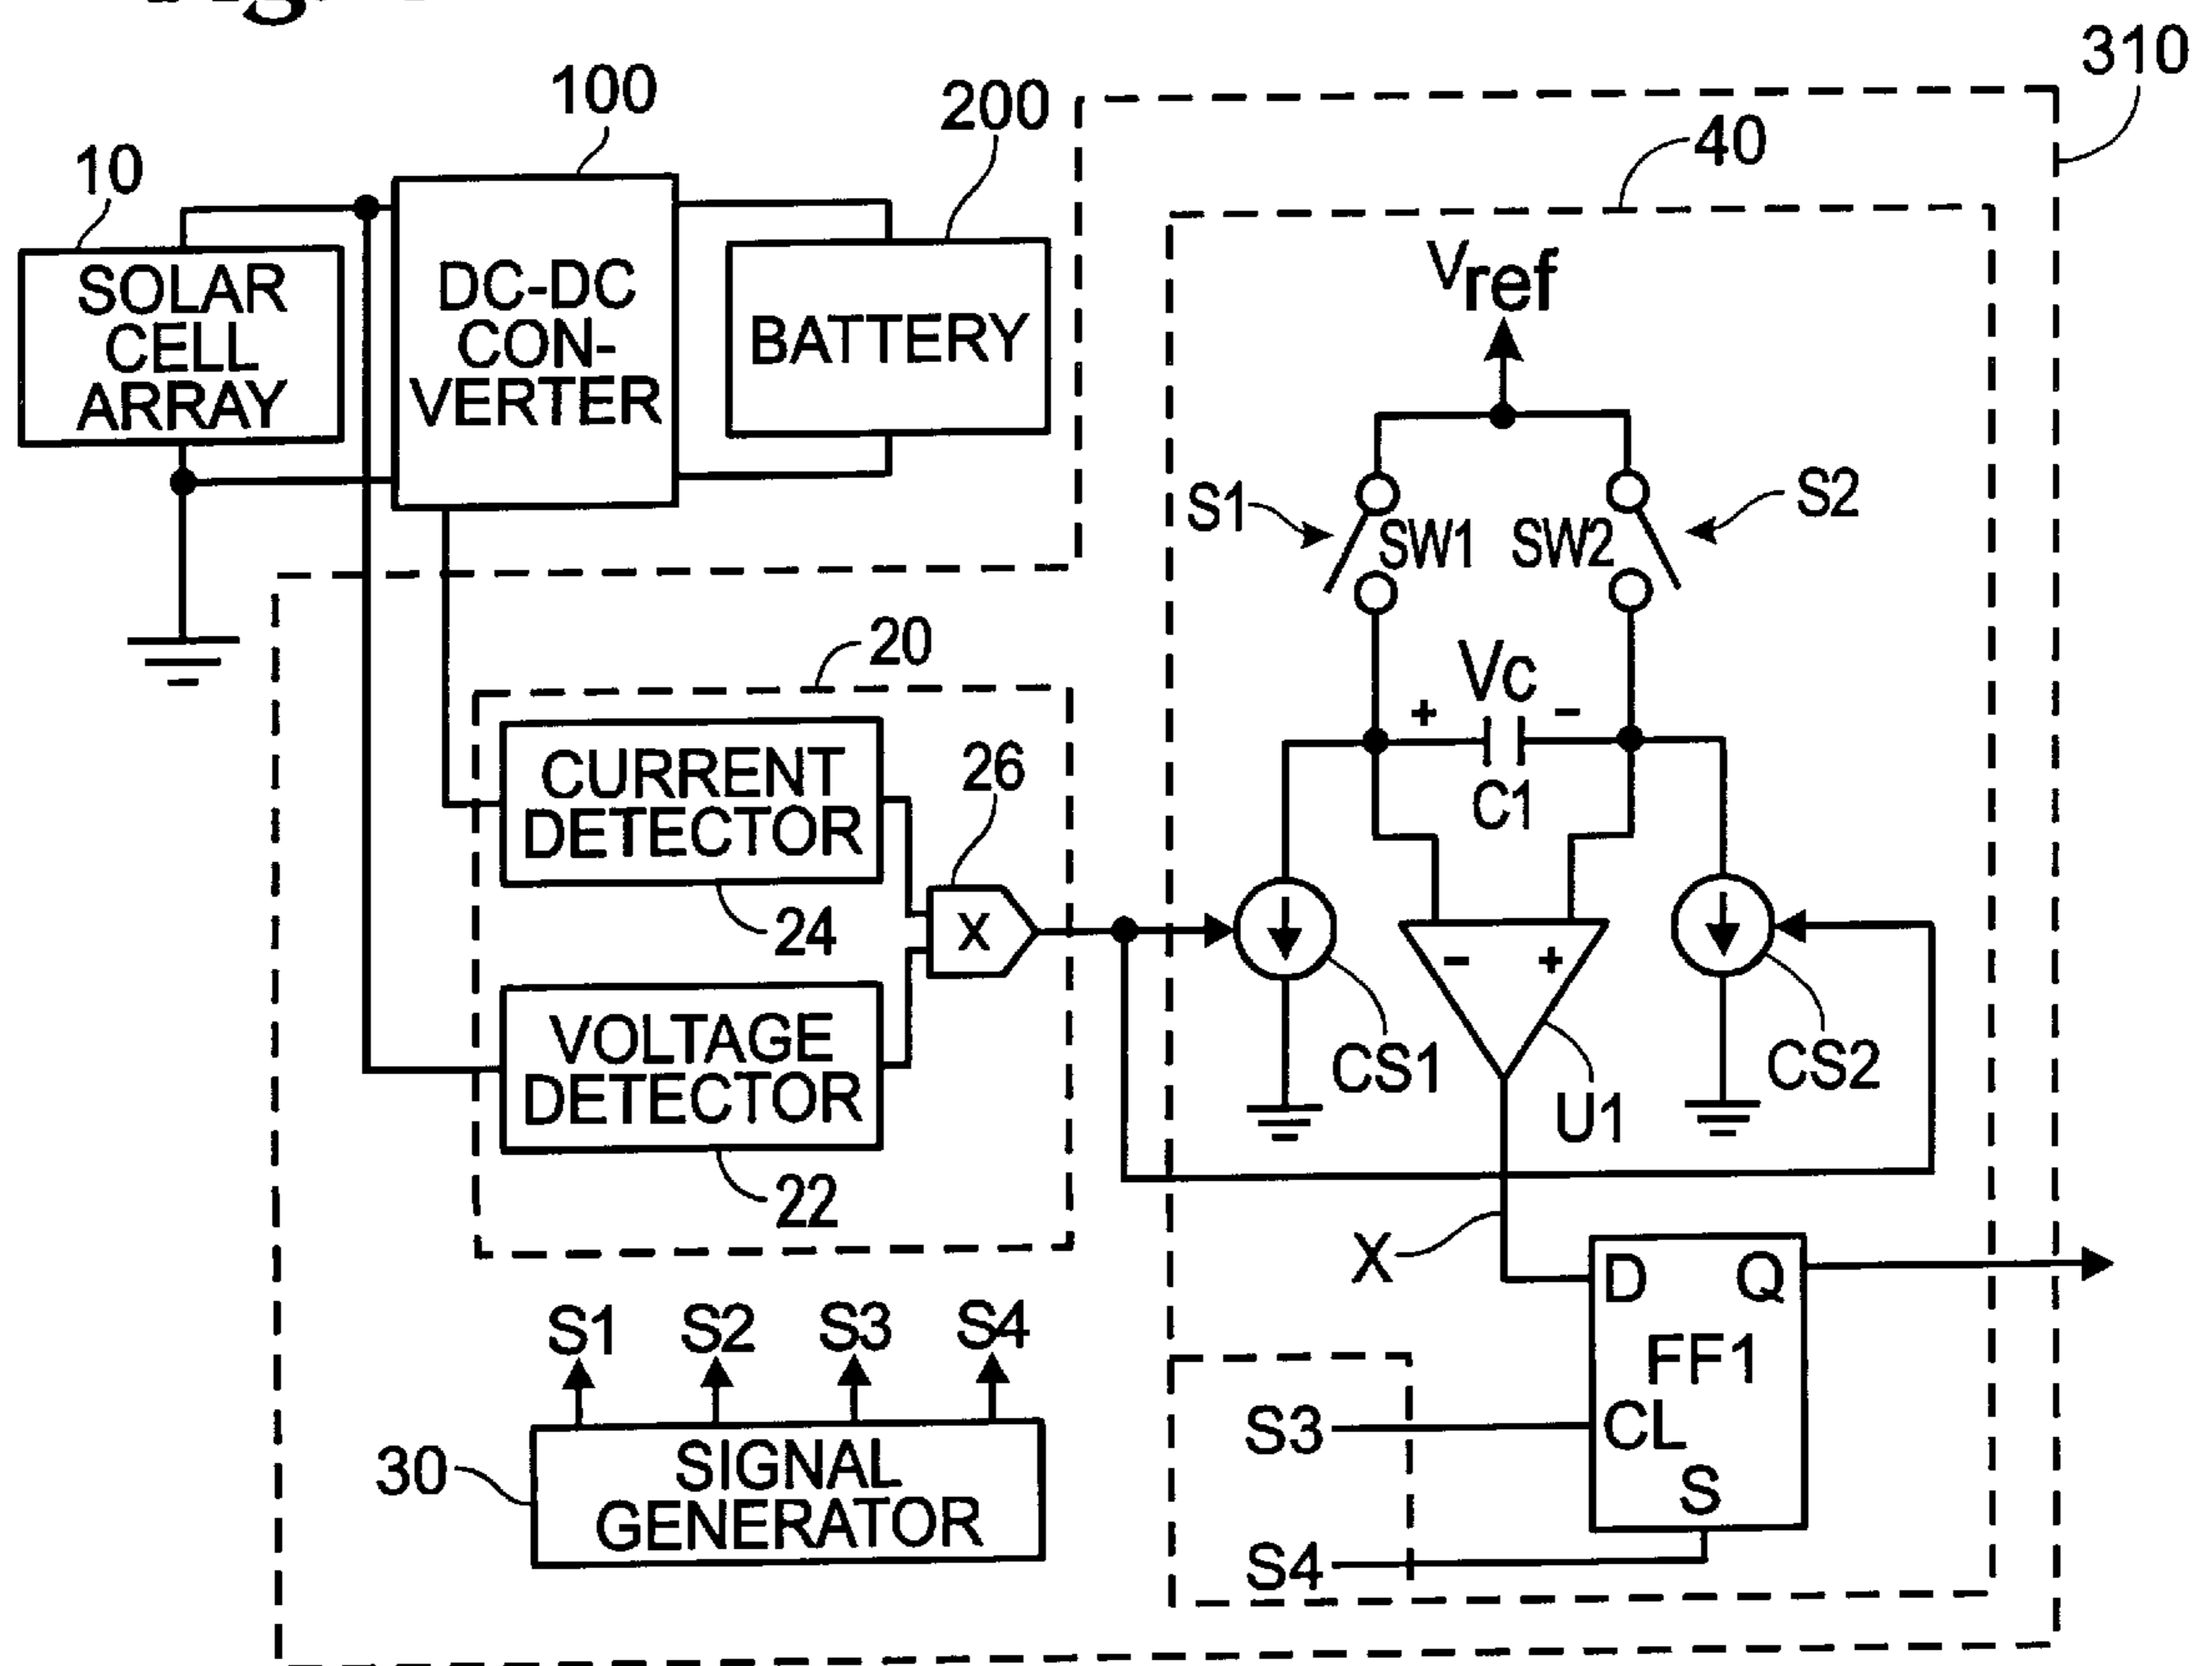 310
100
200
40
10
SOLAR
CELL
ARRAY
DC-DC
CON-
VERTER
BATTERY
Vref
S1
SW1
SW2
S2
20
Vc
+
-
C1
CURRENT
DETECTOR
26
24
X
-
+
CS1
U1
CS2
VOLTAGE
DETECTOR
22
X
D
Q
FF1
CL
S
S1
S2
S3
S4
S3
S4
30
SIGNAL
GENERATOR